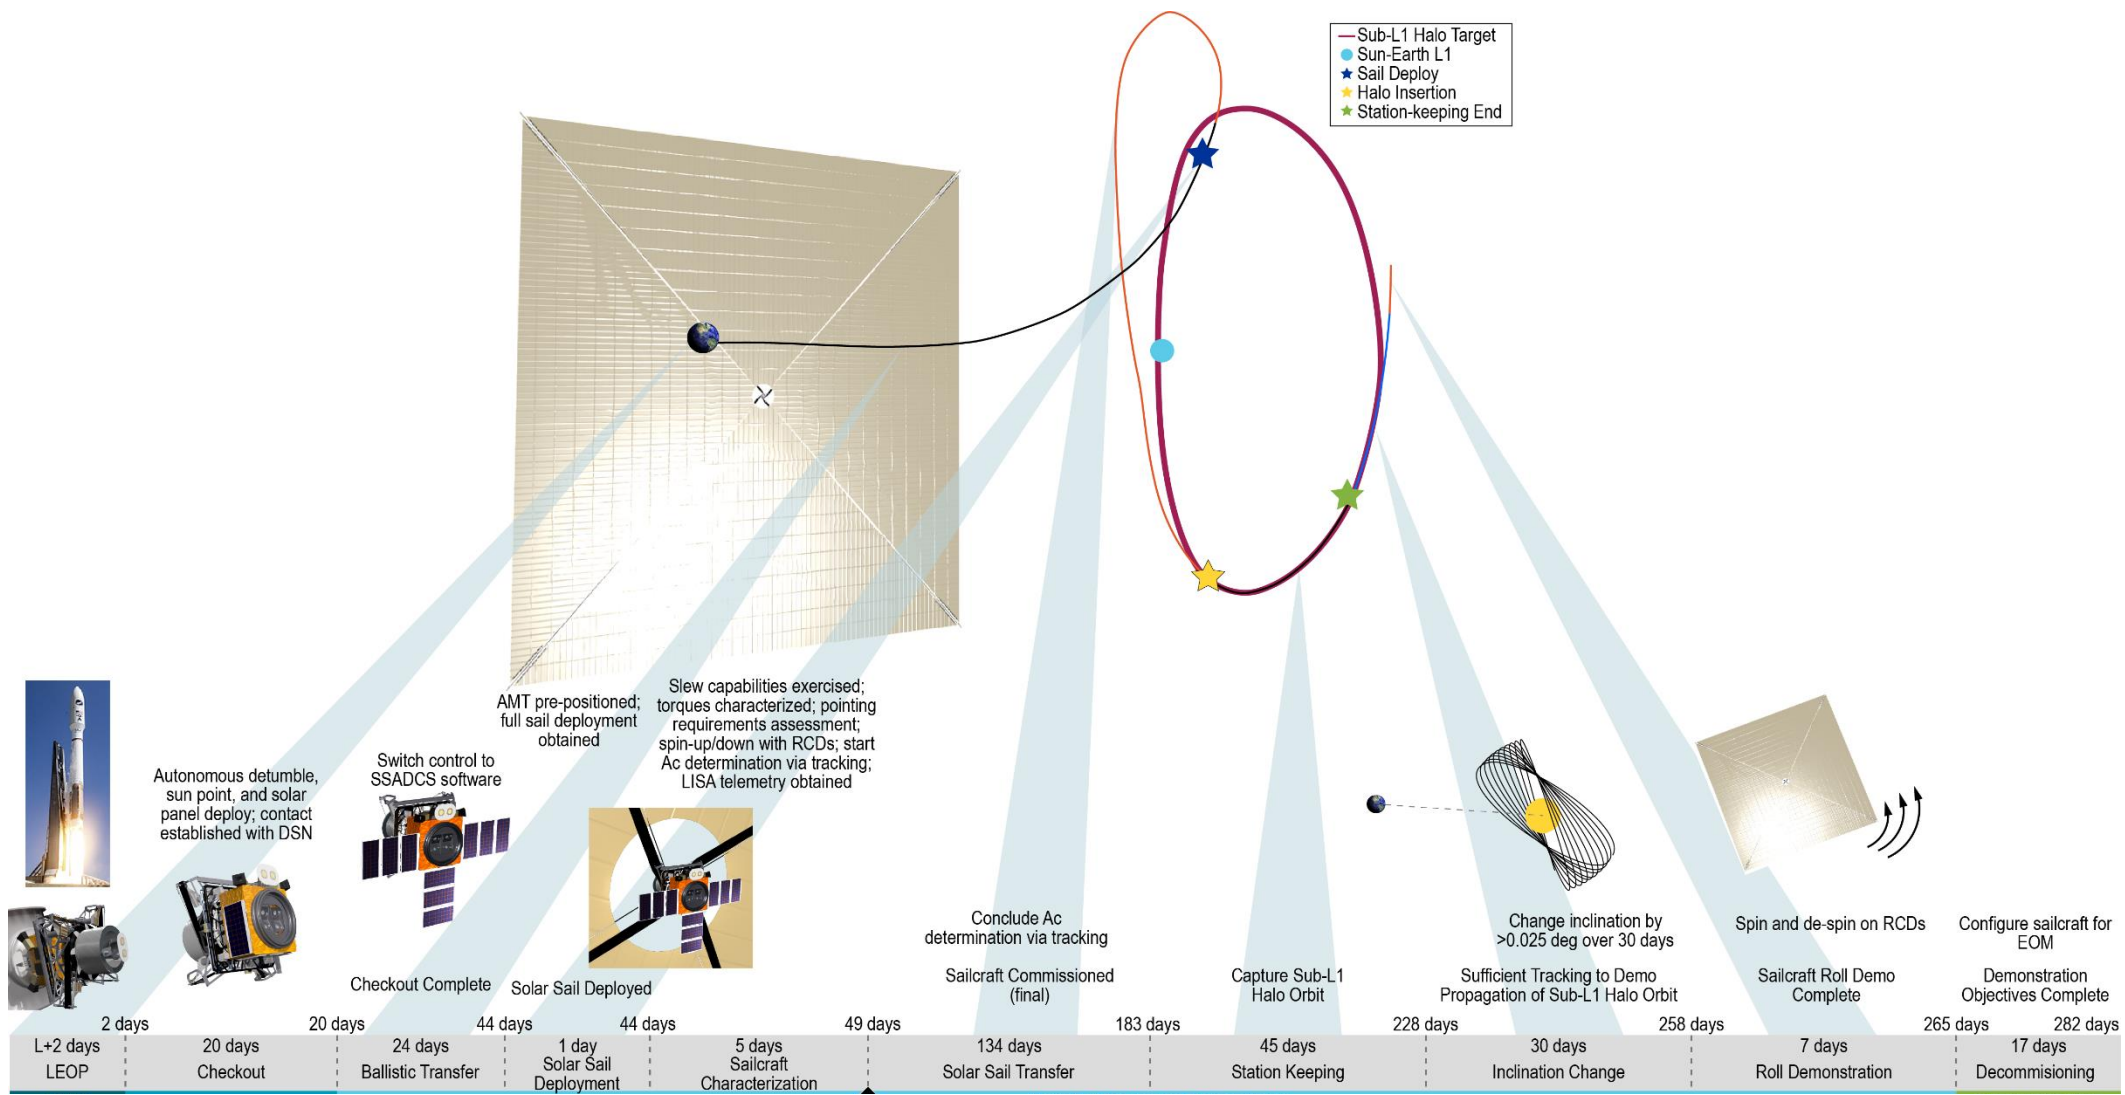 Sub-L1 Halo Target
Sun-Earth L1
Sail Deploy
Halo Insertion
Station-keeping End
AMT pre-positioned;
full sail deployment
obtained
Slew capabilities exercised;
torques characterized; pointing
requirements assessment;
spin-up/down with RCDs; start
Ac determination via tracking;
LISA telemetry obtained
Autonomous detumble,
sun point, and solar
panel deploy; contact
established with DSN
Switch control to
SSADCS software
Checkout Complete
Solar Sail Deployed
Conclude Ac
determination via tracking
Sailcraft Commissioned
(final)
Capture Sub-L1
Halo Orbit
Change inclination by
>0.025 deg over 30 days
Sufficient Tracking to Demo
Propagation of Sub-L1 Halo Orbit
Spin and de-spin on RCDs
Sailcraft Roll Demo
Complete
Configure sailcraft for
EOM
Demonstration
Objectives Complete
2 days
20 days
44 days
44 days
49 days
183 days
228 days
258 days
265 days
282 days
L+2 days
LEOP
20 days
Checkout
24 days
Ballistic Transfer
1 day
Solar Sail
Deployment
5 days
Sailcraft
Characterization
134 days
Solar Sail Transfer
45 days
Station Keeping
30 days
Inclination Change
7 days
Roll Demonstration
17 days
Decommisioning